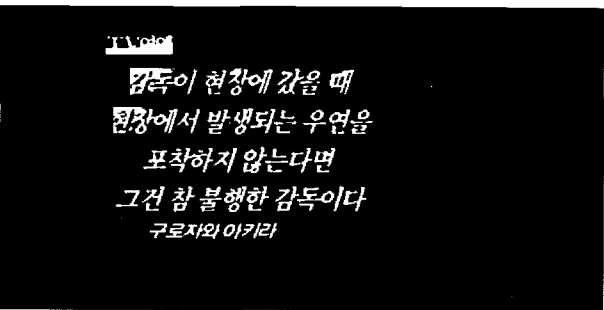 감독이 현장에 갔을 때
현장에서 발생되는 우연을
포착하지 않는다면
그건 참 불행한 감독이다
구로자와 아키라